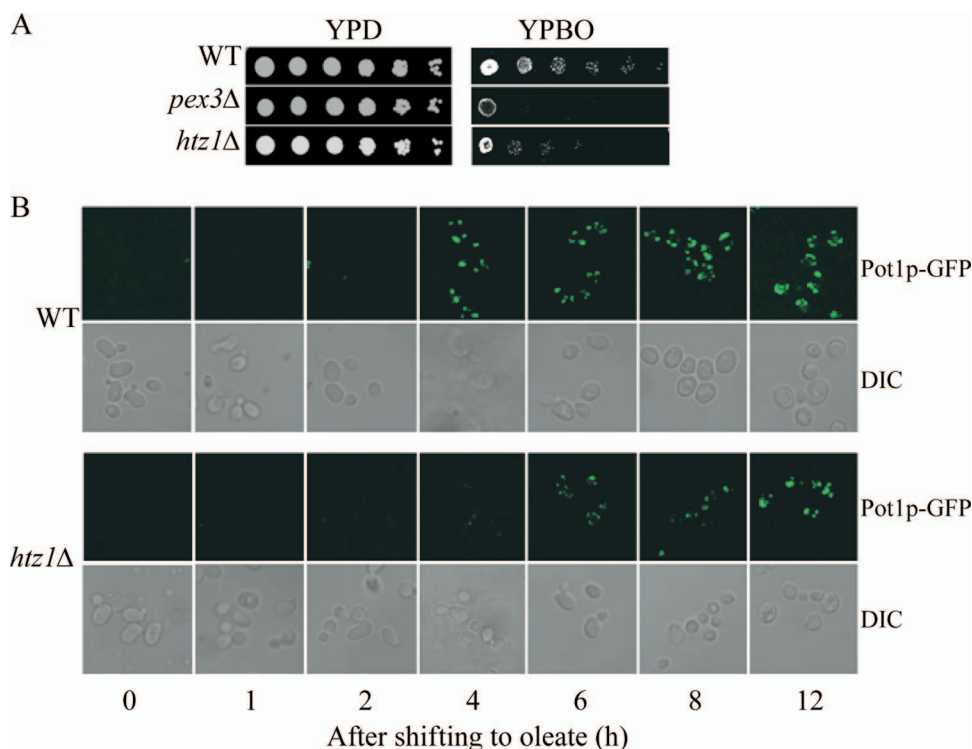 A
YPD YPBO
WT
pex3Δ
htz1Δ
B
Pot1p-GFP
WT
DIC
Pot1p-GFP
htz1Δ
DIC
0 1 2 4 6 8 12
After shifting to oleate (h)